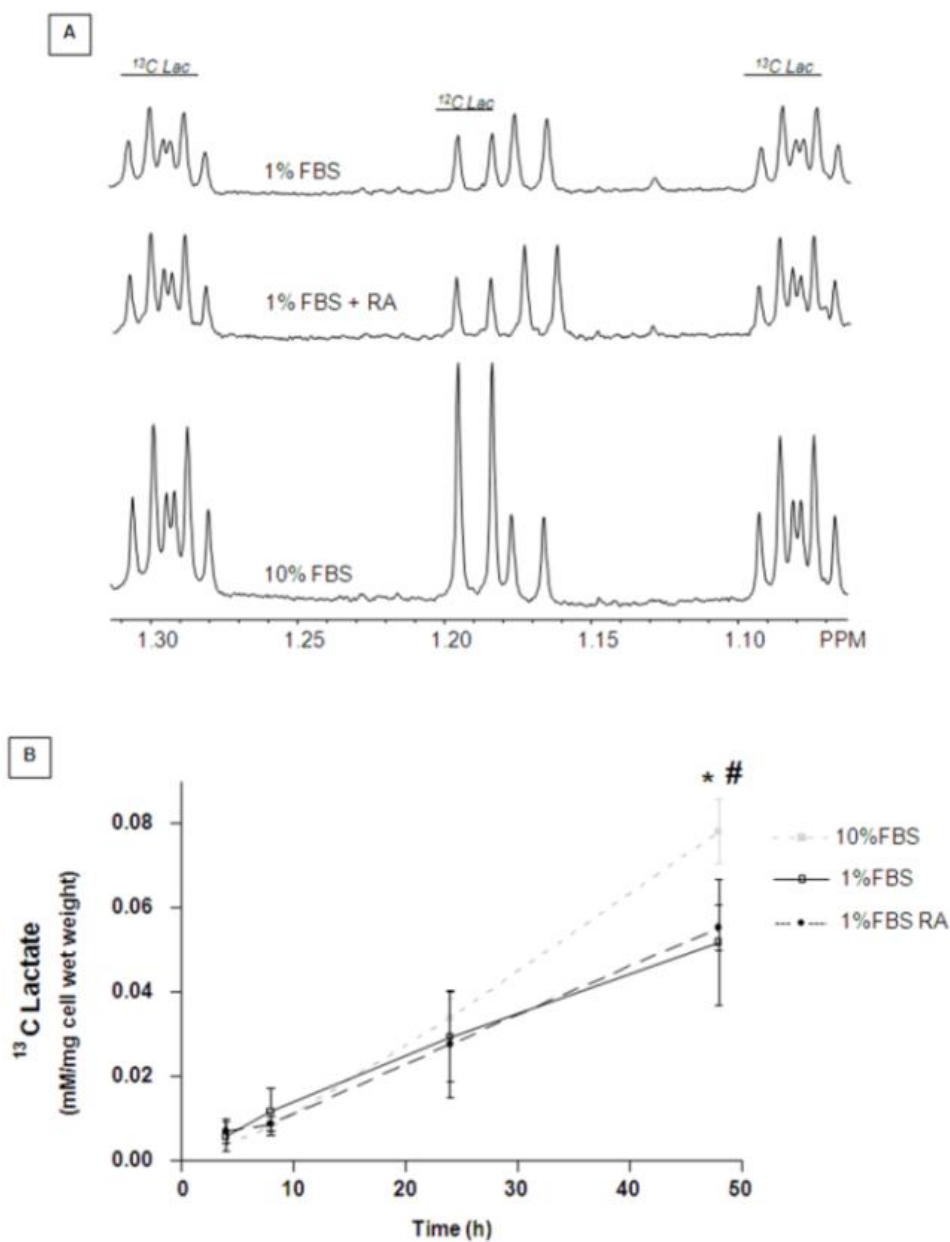 A
¹³C Lac
¹²C Lac
¹³C Lac
1% FBS
1% FBS + RA
10% FBS
1.30 1.25 1.20 1.15 1.10 PPM
B
* #
0.08
0.06
0.04
0.02
0.00
¹³C Lactate
(mM/mg cell wet weight)
10%FBS
1%FBS
1%FBS RA
0 10 20 30 40 50
Time (h)